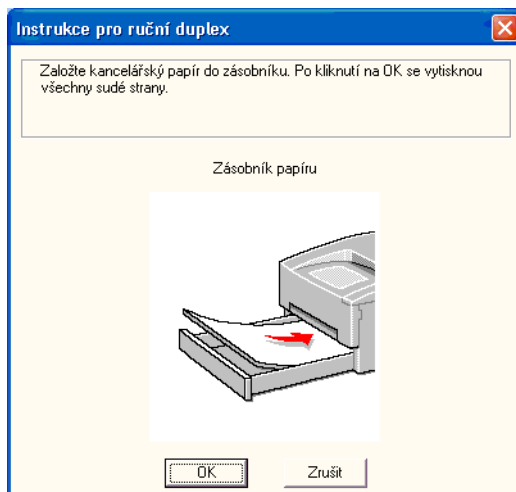 Instrukce pro ruční duplex
Založte kancelářský papír do zásobníku. Po kliknutí na OK se vytisknou
všechny sudé strany.
Zásobník papíru
OK
Zrušit